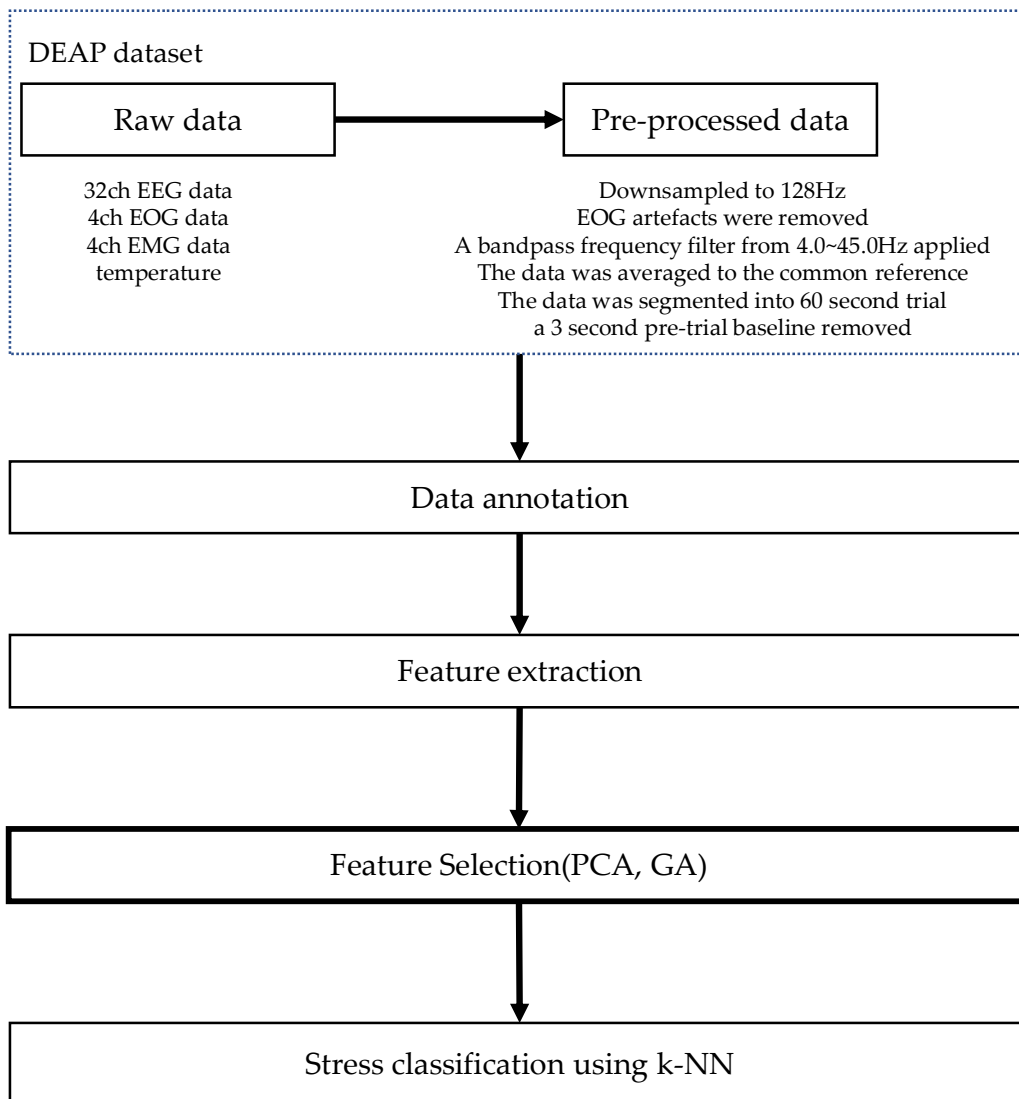 DEAP dataset
Raw data
Pre-processed data
32ch EEG data
4ch EOG data
4ch EMG data
temperature
Downsampled to 128Hz
EOG artefacts were removed
A bandpass frequency filter from 4.0~45.0Hz applied
The data was averaged to the common reference
The data was segmented into 60 second trial
a 3 second pre-trial baseline removed
Data annotation
Feature extraction
Feature Selection(PCA, GA)
Stress classification using k-NN